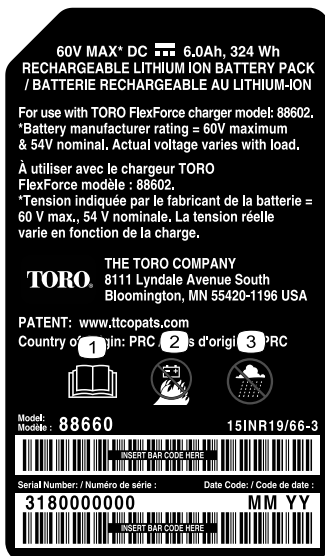 60V MAX* DC 6.0Ah, 324 Wh
RECHARGEABLE LITHIUM ION BATTERY PACK
/ BATTERIE RECHARGEABLE AU LITHIUM-ION
For use with TORO FlexForce charger model: 88602.
*Battery manufacturer rating = 60V maximum
& 54V nominal. Actual voltage varies with load.
À utiliser avec le chargeur TORO
FlexForce modèle : 88602.
*Tension indiquée par le fabricant de la batterie =
60 V max., 54 V nominale. La tension réelle
varie en fonction de la charge.
TORO.
THE TORO COMPANY
8111 Lyndale Avenue South
Bloomington, MN 55420-1196 USA
PATENT: www.ttcopats.com
Country PRC d'origi PRC
1 2 3
Model:
Modèle : 88660 15INR19/66-3
INSERT BAR CODE HERE
Serial Number: / Numéro de série : Date Code: / Code de date :
3180000000 MM YY
INSERT BAR CODE HERE